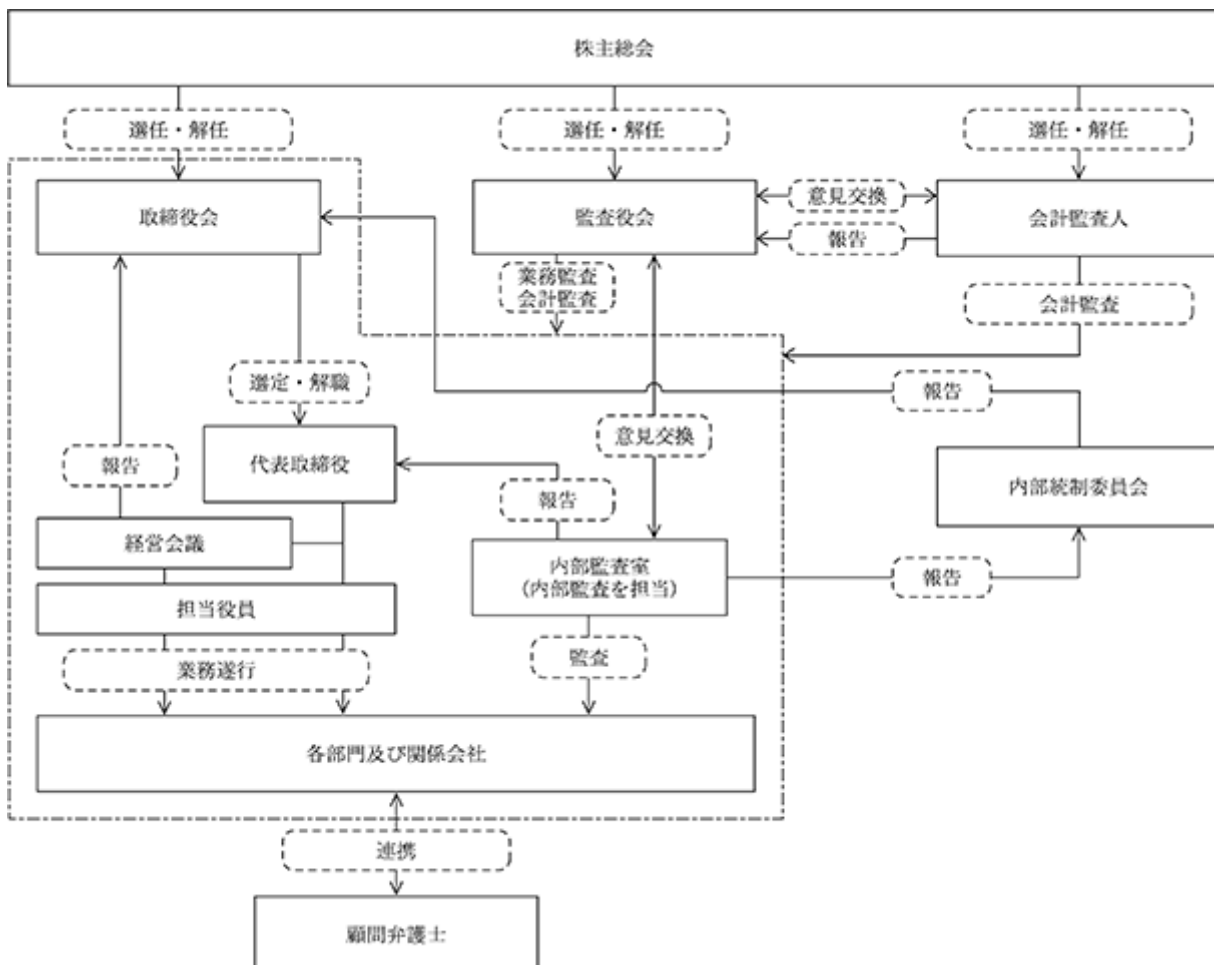 株主総会
選任・解任
選任・解任
選任・解任
取締役会
監査役会
意見交換
報告
会計監査人
業務監査
会計監査
会計監査
選定・解職
報告
代表取締役
意見交換
報告
報告
内部統制委員会
経営会議
内部監査室
(内部監査を担当)
報告
担当役員
業務遂行
監査
各部門及び関係会社
連携
顧問弁護士